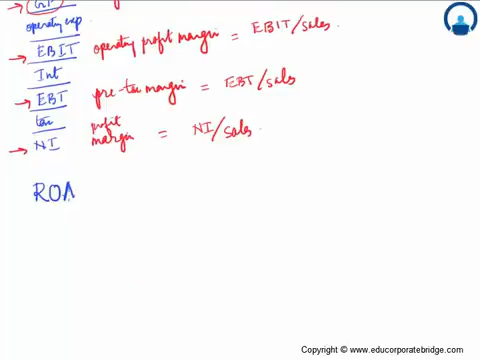 GP
operating exp
EBIT operating profit margin = EBIT/sales
Int
EBT pre-tax margin = EBT/sales
tax
NI profit margin = NI/sales
ROA
Copyright © www.educorporatebridge.com